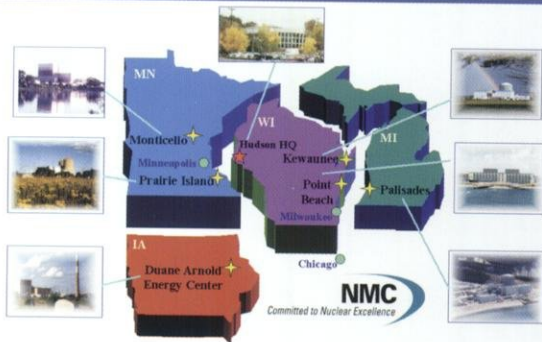 MN
WI
MI
Monticello
Hudson HQ
Kewaunee
Minneapolis
Prairie Island
Point
Beach
Palisades
Milwaukee
IA
Chicago
Duane Arnold
Energy Center
NMC
Committed to Nuclear Excellence